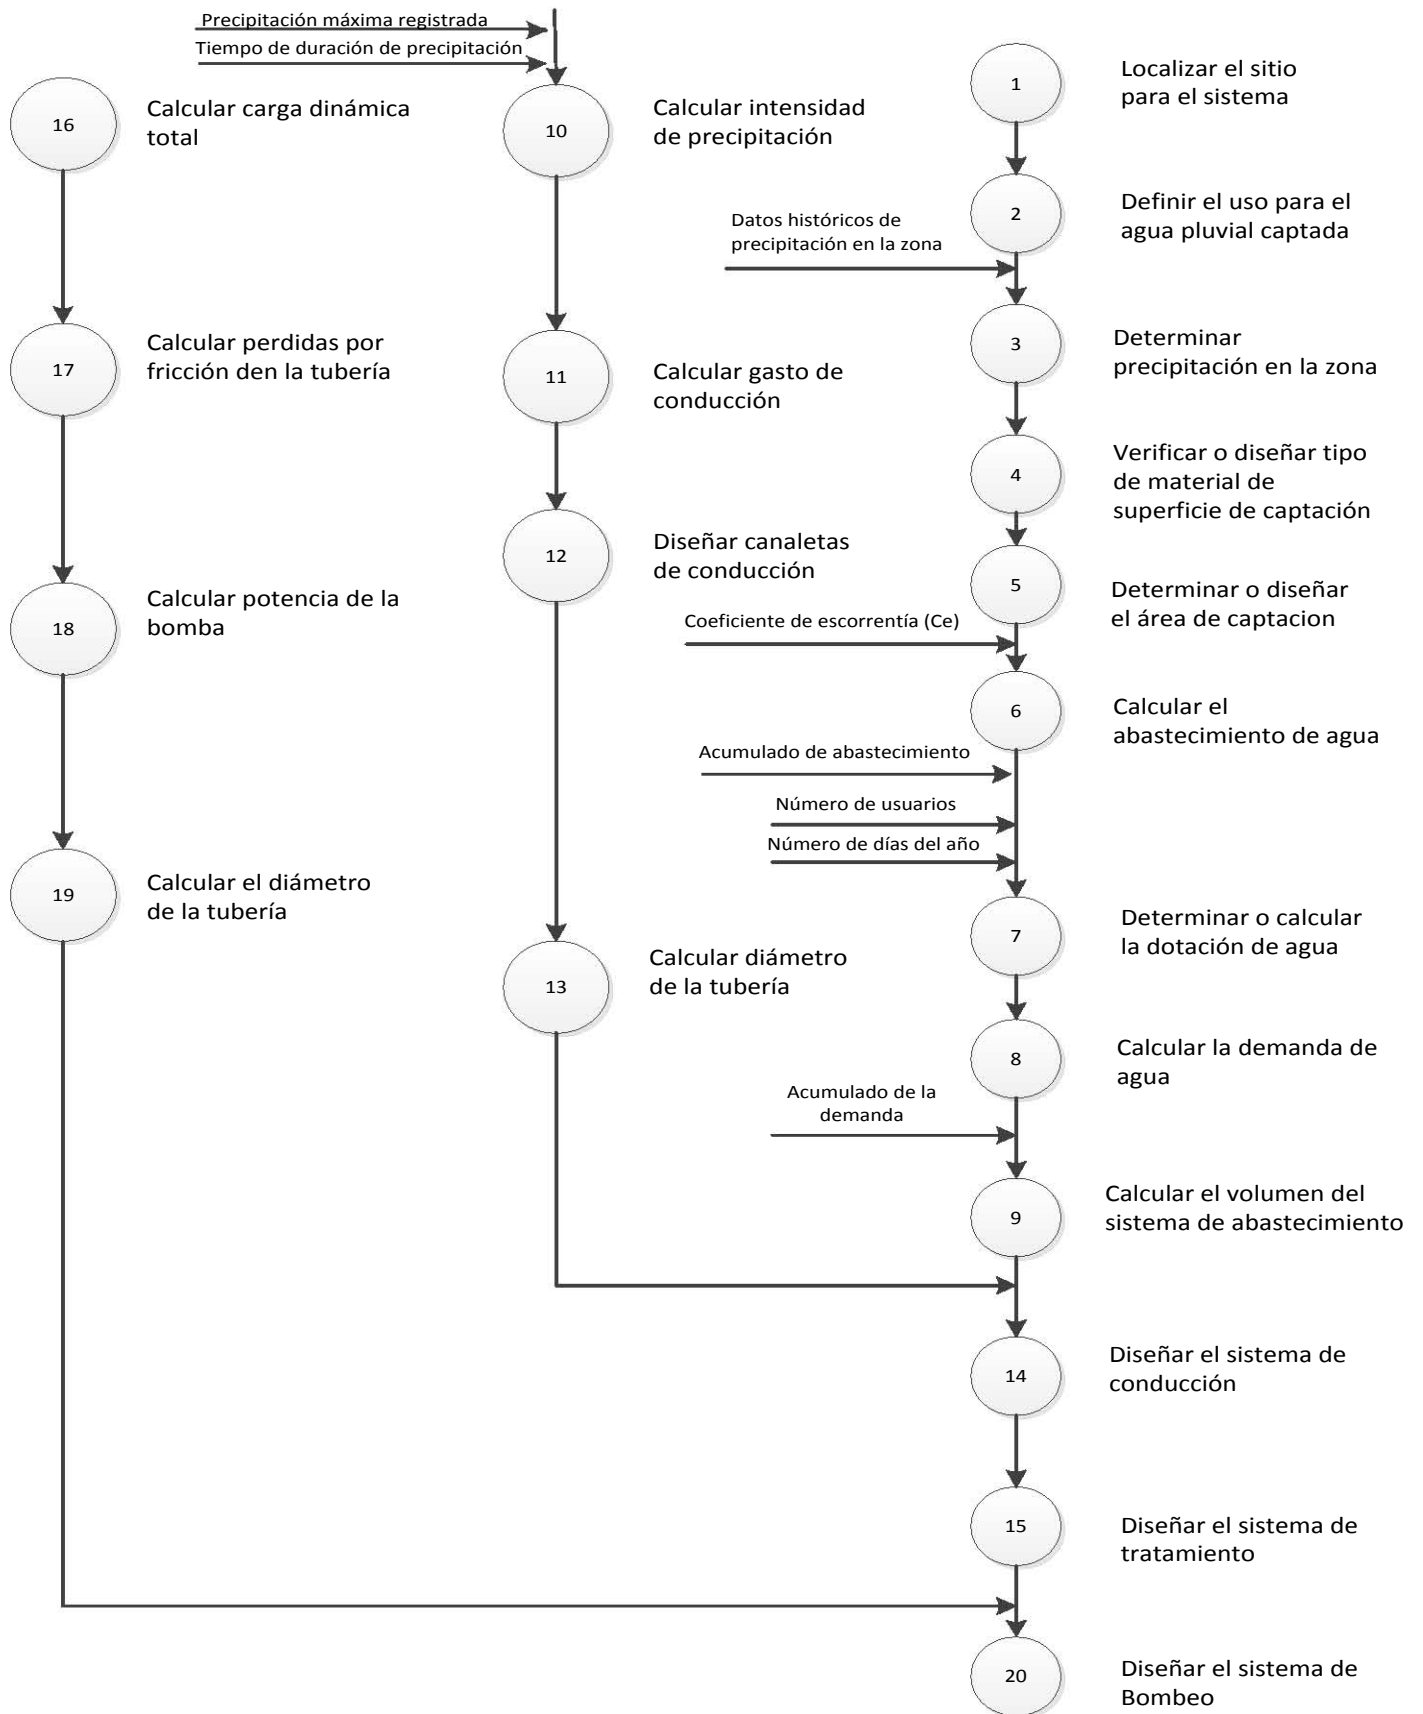 Precipitación máxima registrada
Tiempo de duración de precipitación
16
Calcular carga dinámica
total
17
Calcular perdidas por
fricción den la tubería
18
Calcular potencia de la
bomba
19
Calcular el diámetro
de la tubería
10
Calcular intensidad
de precipitación
11
Calcular gasto de
conducción
12
Diseñar canaletas
de conducción
13
Calcular diámetro
de la tubería
1
Localizar el sitio
para el sistema
2
Definir el uso para el
agua pluvial captada
Datos históricos de
precipitación en la zona
3
Determinar
precipitación en la zona
4
Verificar o diseñar tipo
de material de
superficie de captación
5
Determinar o diseñar
el área de captacion
Coeficiente de escorrentía (Ce)
6
Calcular el
abastecimiento de agua
Acumulado de abastecimiento
Número de usuarios
Número de días del año
7
Determinar o calcular
la dotación de agua
8
Calcular la demanda de
agua
Acumulado de la
demanda
9
Calcular el volumen del
sistema de abastecimiento
14
Diseñar el sistema de
conducción
15
Diseñar el sistema de
tratamiento
20
Diseñar el sistema de
Bombeo